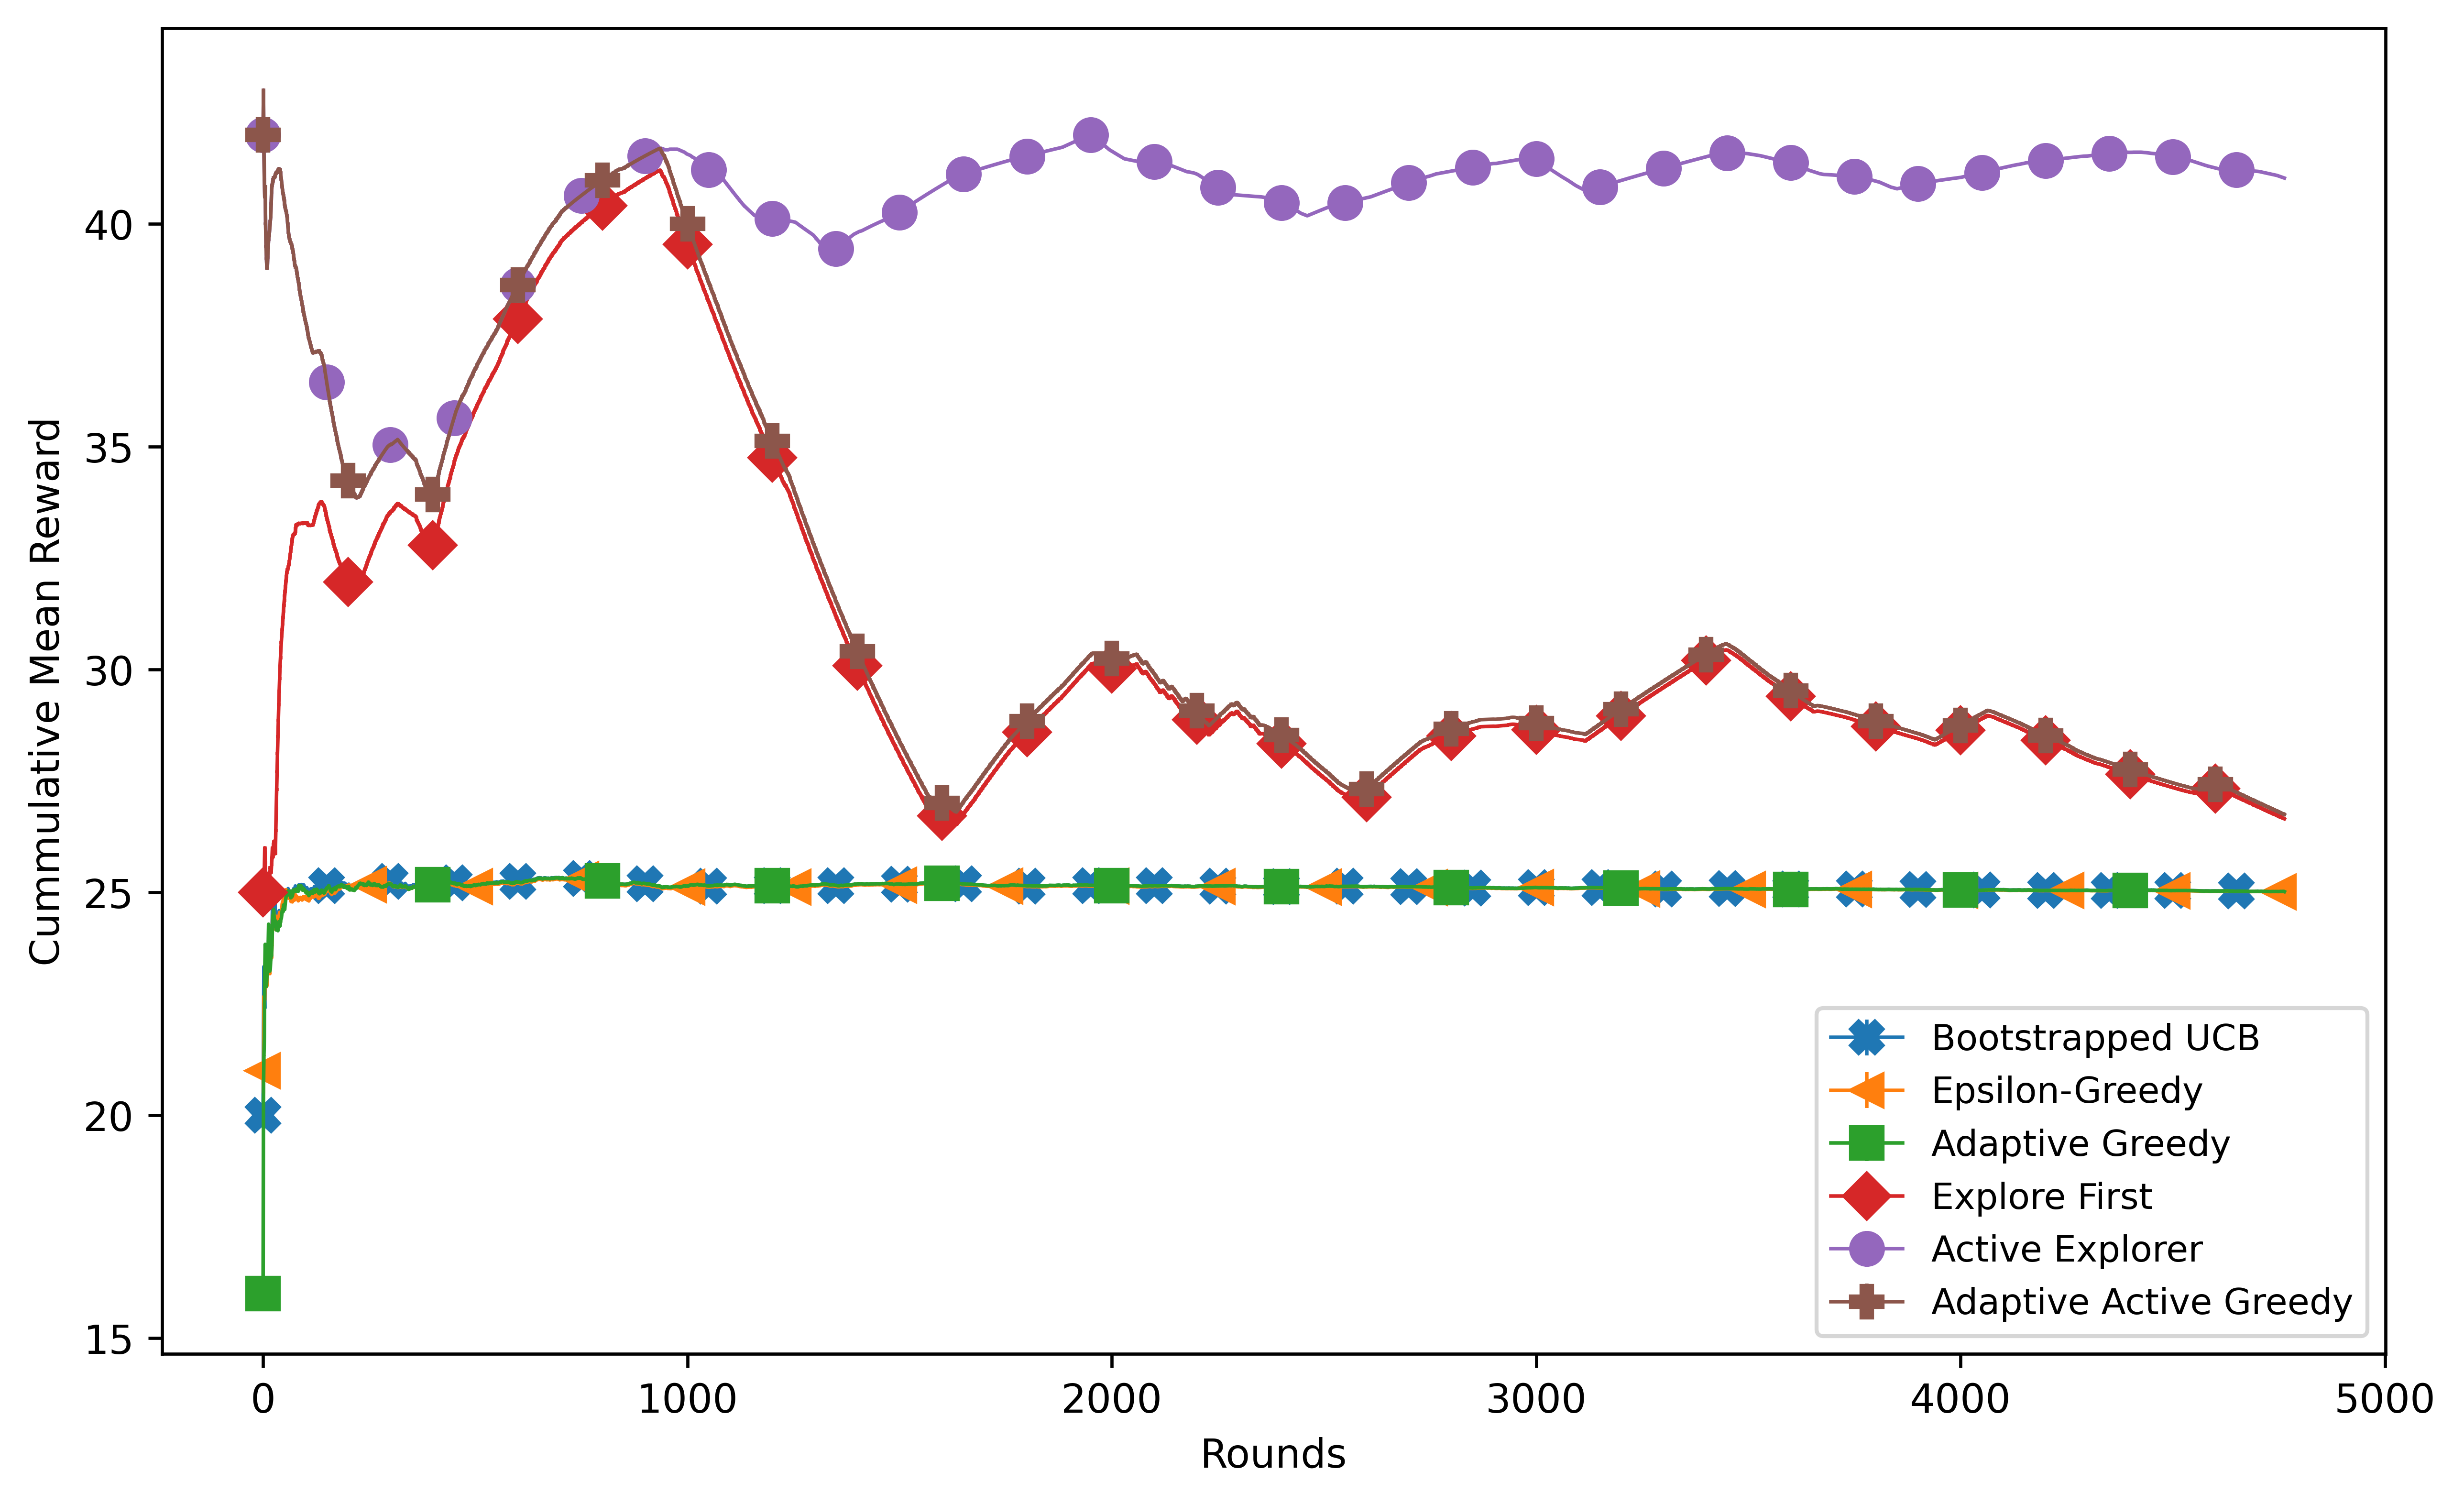 Cummulative Mean Reward
40
35
30
25
20
15
0
1000
2000
3000
4000
5000
Rounds
Bootstrapped UCB
Epsilon-Greedy
Adaptive Greedy
Explore First
Active Explorer
Adaptive Active Greedy